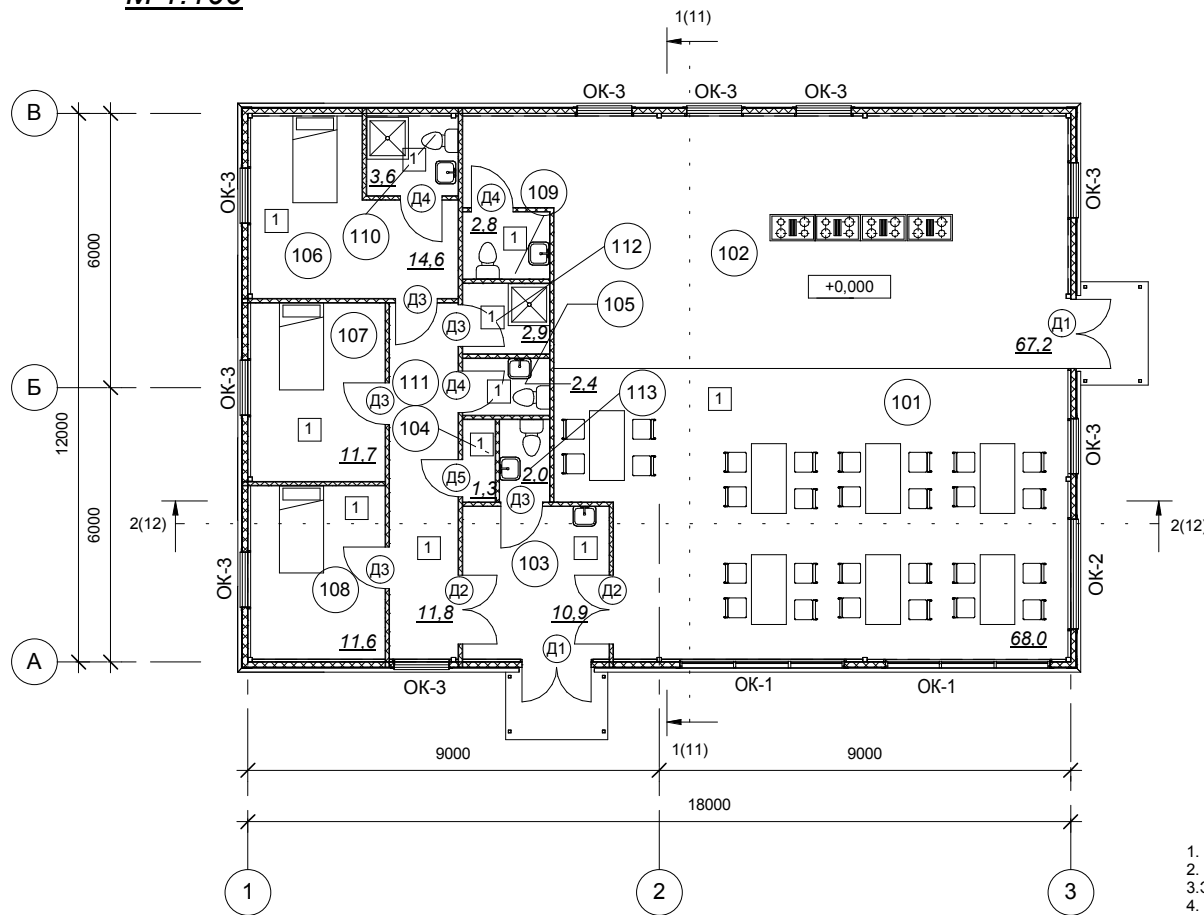 М 1:100
1(11)
ОК-3 ОК-3 ОК-3
В
1
3,6
Д4
Д4
109
ОК-3
ОК-3
2,8
1
1
110
106
112
102
14,6
6000
+0,000
Д3
1
105
Д3
Д1
107
2,9
67,2
Б
111
Д4
1
2,4
113
1
101
ОК-3
Д3
12000
104
1
ОК-3
1
11,7
Д5
1,3
2,0
Д3
1
2(12)
2(12)
6000
1
103
1
Д3
ОК-3
108
Д2
Д2
ОК-2
11,8
10,9
11,6
Д1
68,0
А
ОК-3
ОК-1
ОК-1
1(11)
9000
9000
18000
1
2
3
1.
2.
3.З
4.